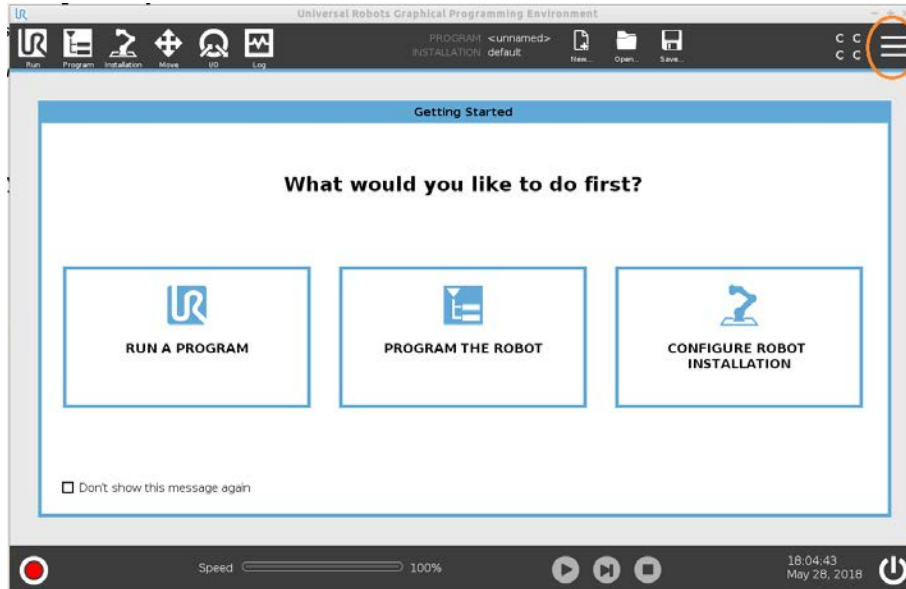 Universal Robots Graphical Programming Environment
UR
Run
Program
Installation
Move
I/O
Log
PROGRAM <unnamed>
INSTALLATION default
New...
Open...
Save...
C C
C C
Getting Started
What would you like to do first?
UR
RUN A PROGRAM
PROGRAM THE ROBOT
CONFIGURE ROBOT
INSTALLATION
Don't show this message again
Speed
100%
18:04:43
May 28, 2018